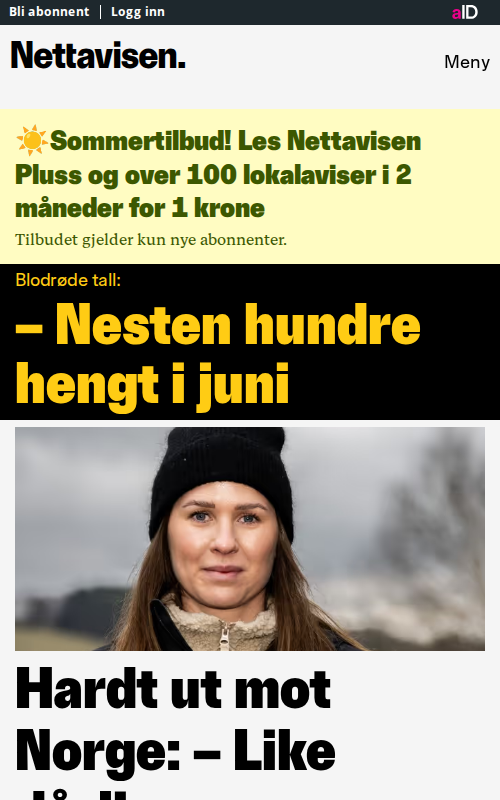 Bli abonnent | Logg inn
aID
Nettavisen.
Meny
☀️Sommertilbud! Les Nettavisen
Pluss og over 100 lokalaviser i 2
måneder for 1 krone
Tilbudet gjelder kun nye abonnenter.
Blodrøde tall:
– Nesten hundre
hengt i juni
Hardt ut mot
Norge: – Like